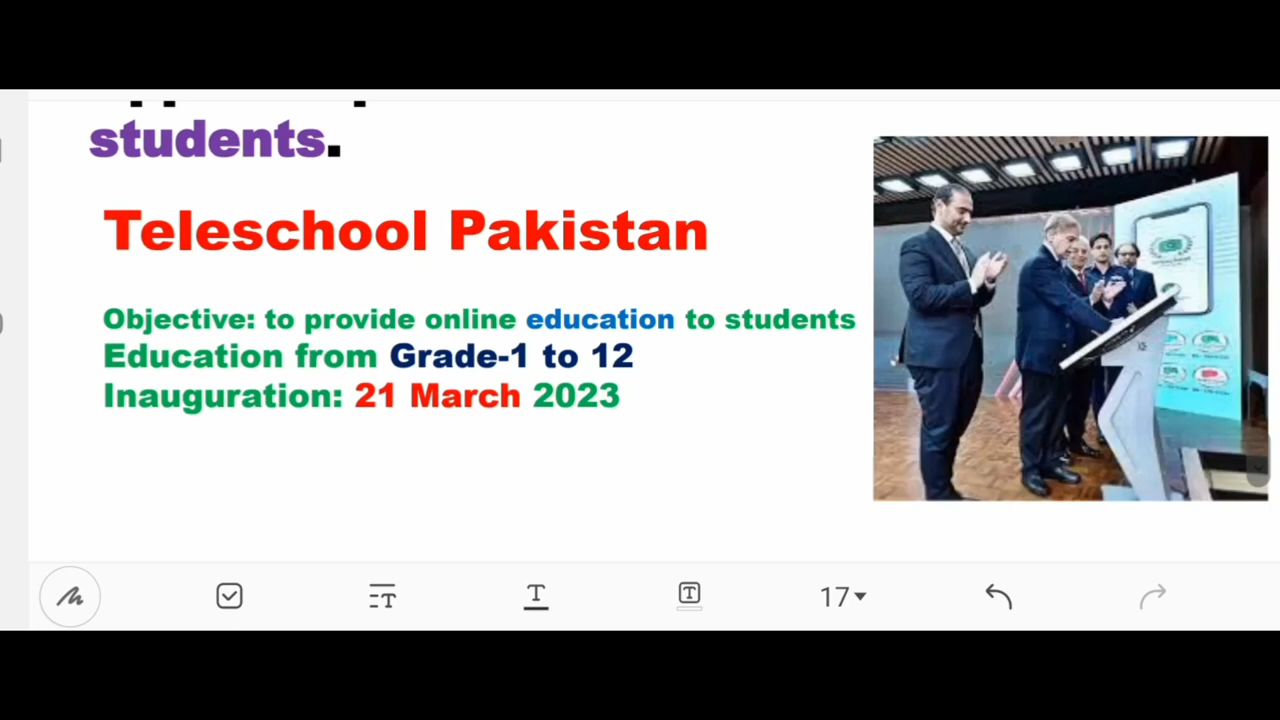 students.
Teleschool Pakistan
Objective: to provide online education to students
Education from Grade-1 to 12
Inauguration: 21 March 2023
17